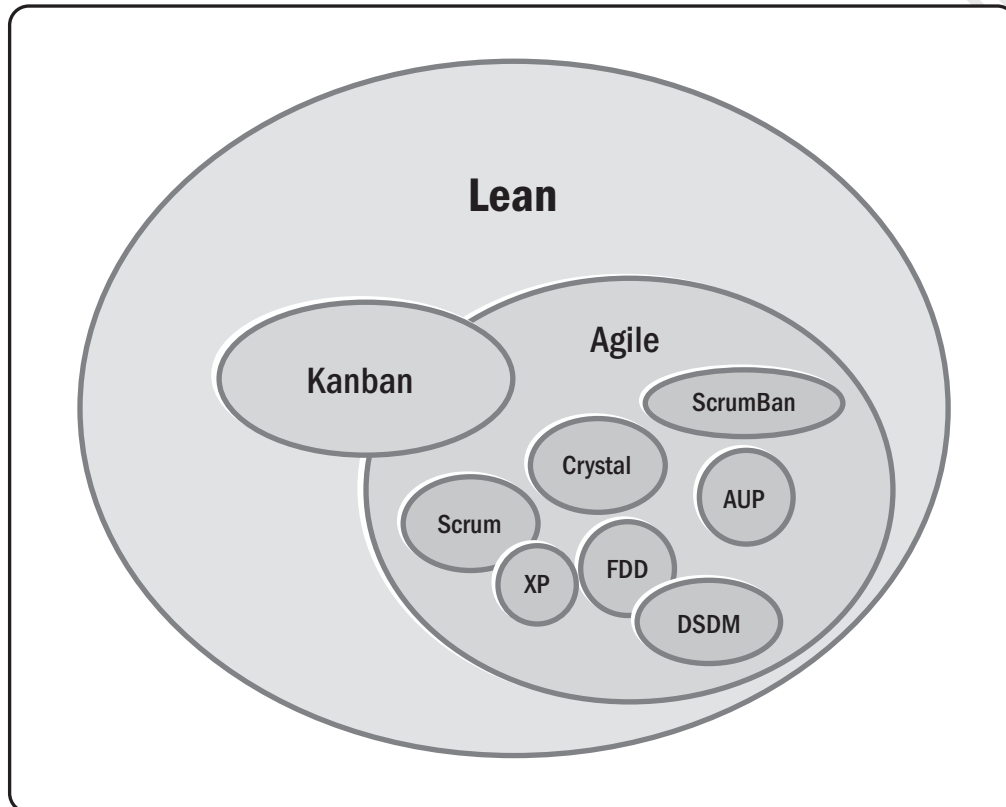 Lean
Agile
Kanban
ScrumBan
Crystal
AUP
Scrum
FDD
XP
DSDM